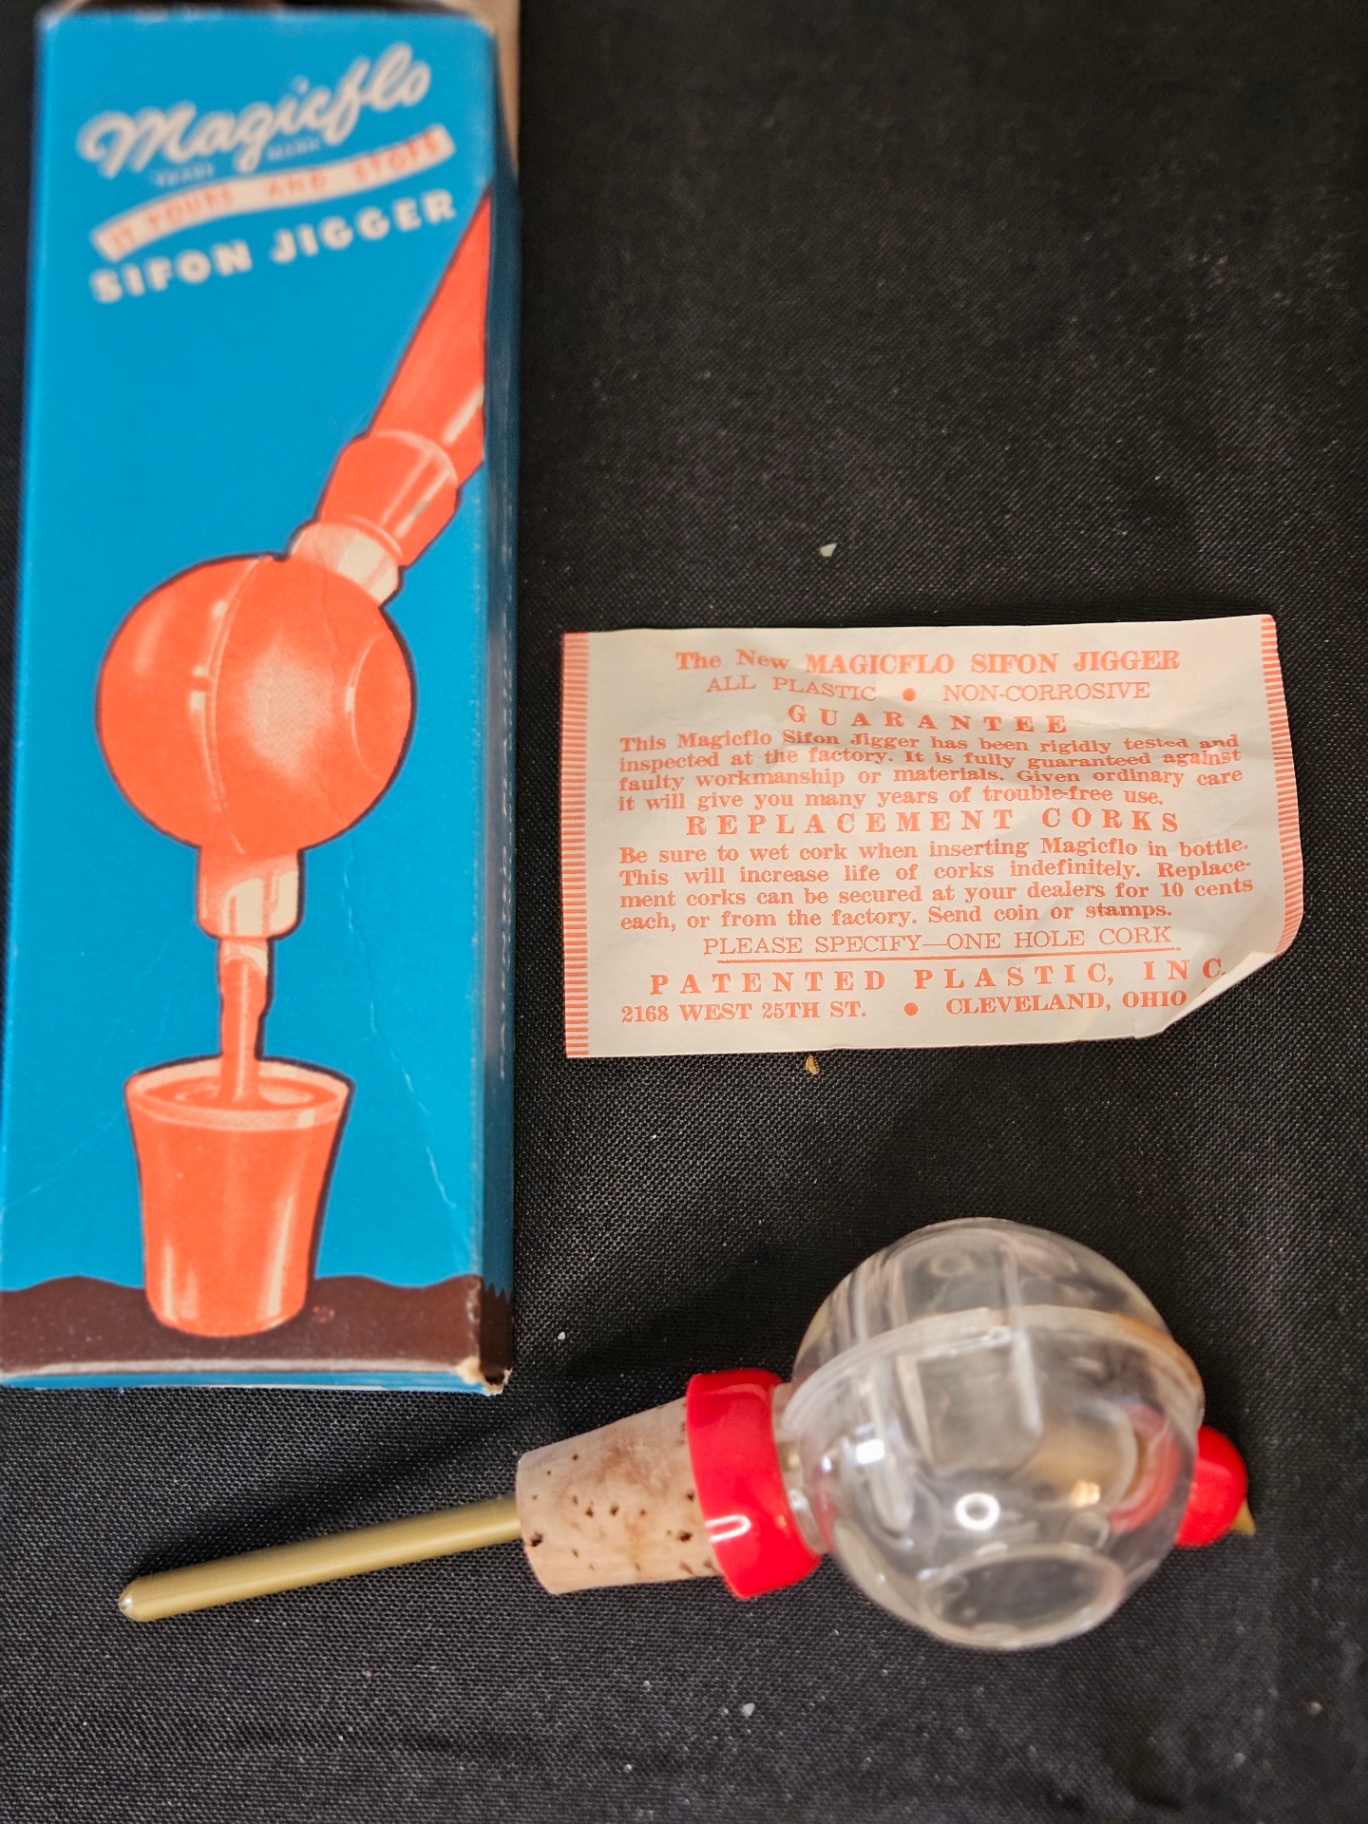 Magicflo
TRADE MARK
IT POURS AND STOPS
SIFON JIGGER
The New MAGICFLO SIFON JIGGER
ALL PLASTIC ● NON-CORROSIVE
GUARANTEE
This Magicflo Sifon Jigger has been rigidly tested and
inspected at the factory. It is fully guaranteed against
faulty workmanship or materials. Given ordinary care
it will give you many years of trouble-free use.
REPLACEMENT CORKS
Be sure to wet cork when inserting Magicflo in bottle.
This will increase life of corks indefinitely. Replace-
ment corks can be secured at your dealers for 10 cents
each, or from the factory. Send coin or stamps.
PLEASE SPECIFY—ONE HOLE CORK
PATENTED PLASTIC, INC.
2168 WEST 25TH ST. ● CLEVELAND, OHIO